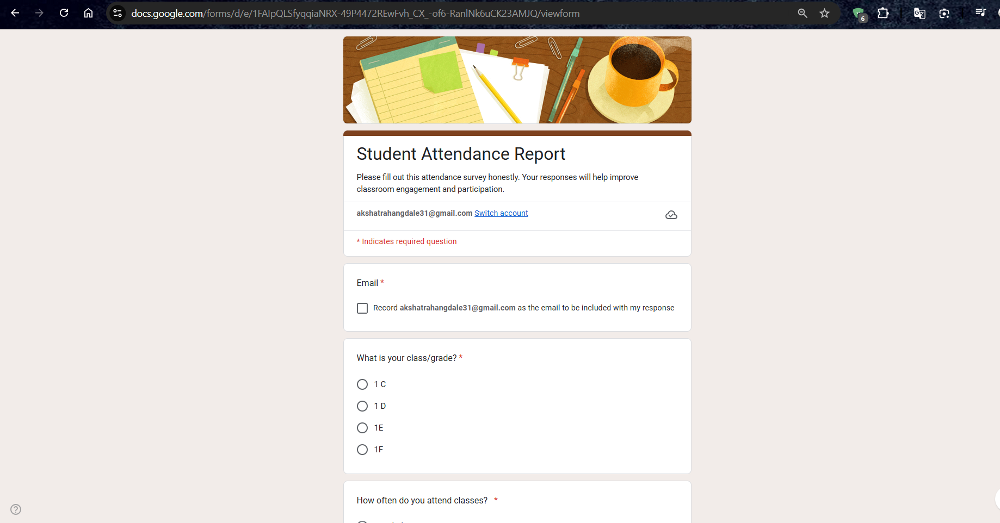 docs.google.com/forms/d/e/1FAIpQLSfyqqiaNRX-49P4472REwFvh_CX_-of6-RanlNk6uCK23AMJQ/viewform
6
Student Attendance Report
Please fill out this attendance survey honestly. Your responses will help improve
classroom engagement and participation.
akshatrahangdale31@gmail.com Switch account
* Indicates required question
Email *
Record akshatrahangdale31@gmail.com as the email to be included with my response
What is your class/grade? *
1 C
1 D
1E
1F
How often do you attend classes? *